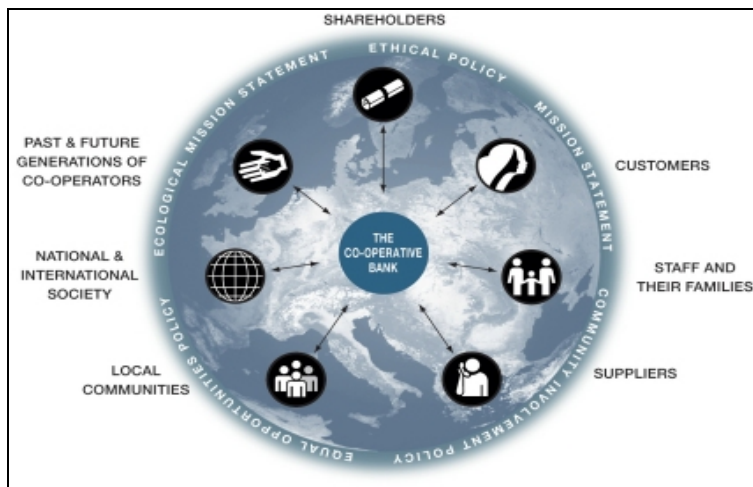 SHAREHOLDERS
ECOLOGICAL MISSION STATEMENT
ETHICAL POLICY
MISSION STATEMENT
PAST & FUTURE
GENERATIONS OF
CO-OPERATORS
CUSTOMERS
THE
CO-OPERATIVE
BANK
NATIONAL &
INTERNATIONAL
SOCIETY
STAFF AND
THEIR FAMILIES
LOCAL
COMMUNITIES
SUPPLIERS
EQUAL OPPORTUNITIES POLICY
COMMUNITY INVOLVEMENT POLICY